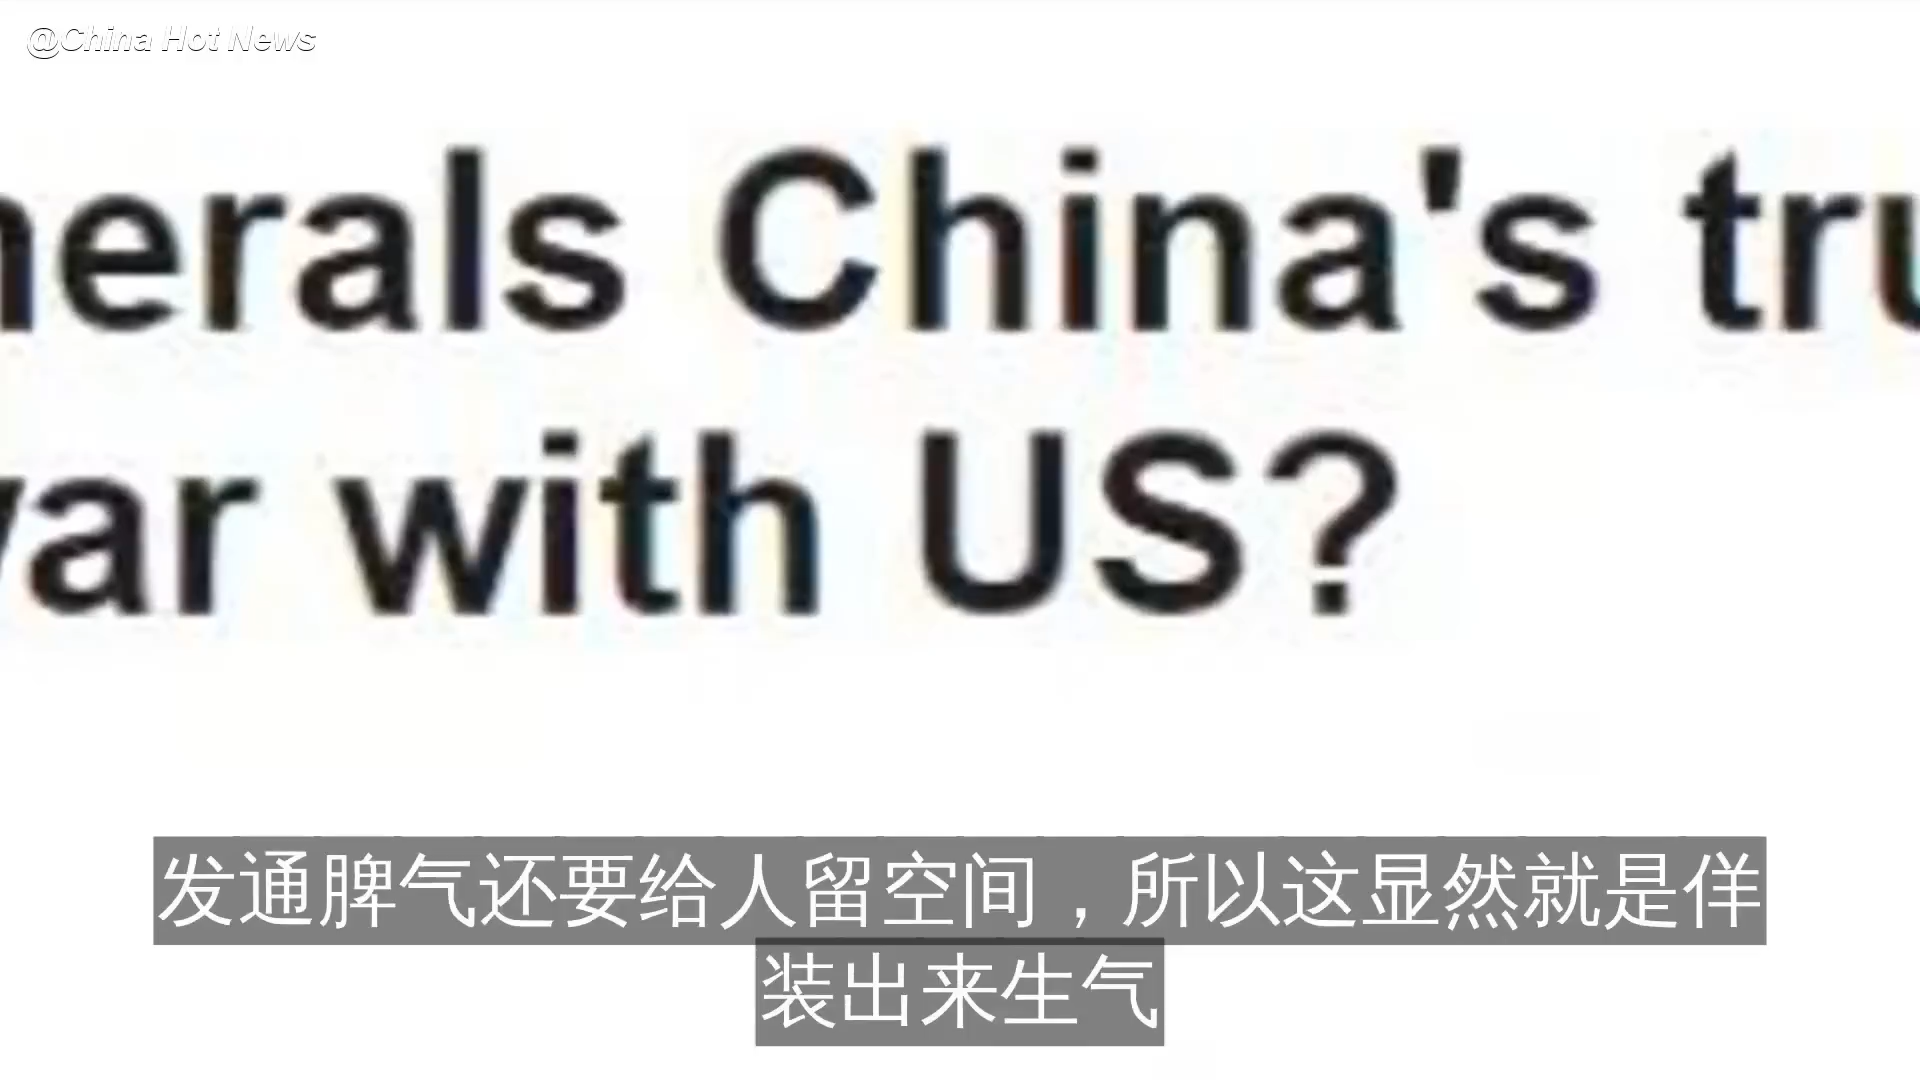 @China Hot News
nerals China's tru
var with US?
发通脾气还要给人留空间，所以这显然就是佯
装出来生气